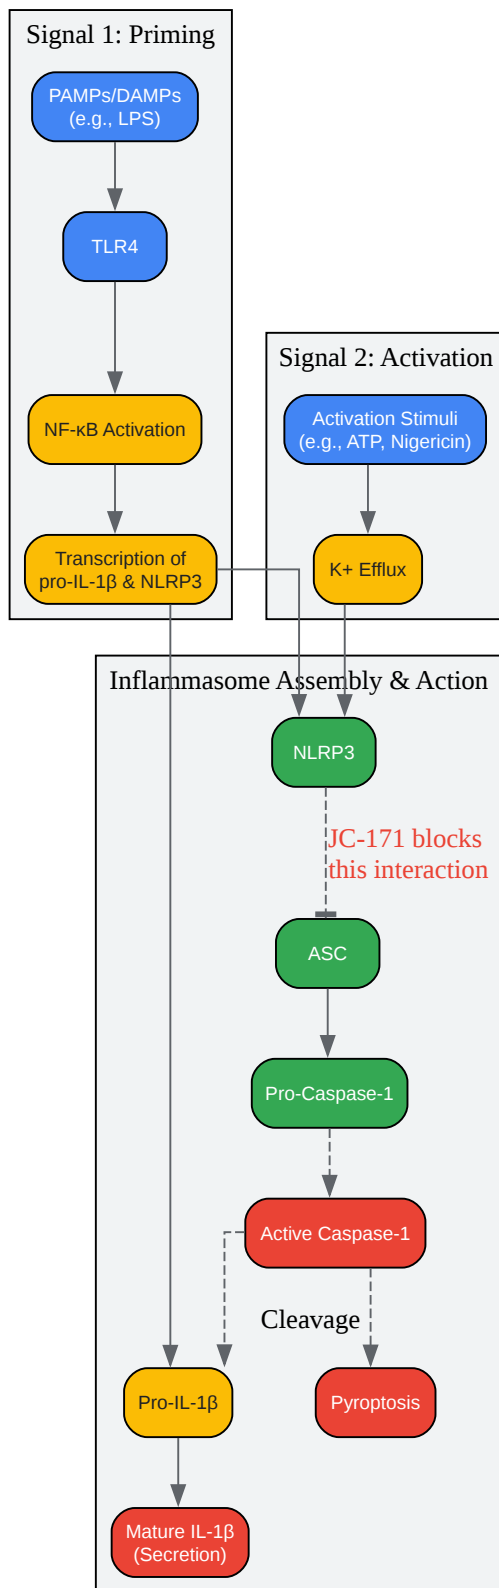 Signal 1: Priming
PAMPs/DAMPs
(e.g., LPS)
TLR4
NF-κB Activation
Transcription of
pro-IL-1β & NLRP3
Signal 2: Activation
Activation Stimuli
(e.g., ATP, Nigericin)
K+ Efflux
Inflammasome Assembly & Action
NLRP3
JC-171 blocks
this interaction
ASC
Pro-Caspase-1
Active Caspase-1
Cleavage
Pro-IL-1β
Pyroptosis
Mature IL-1β
(Secretion)